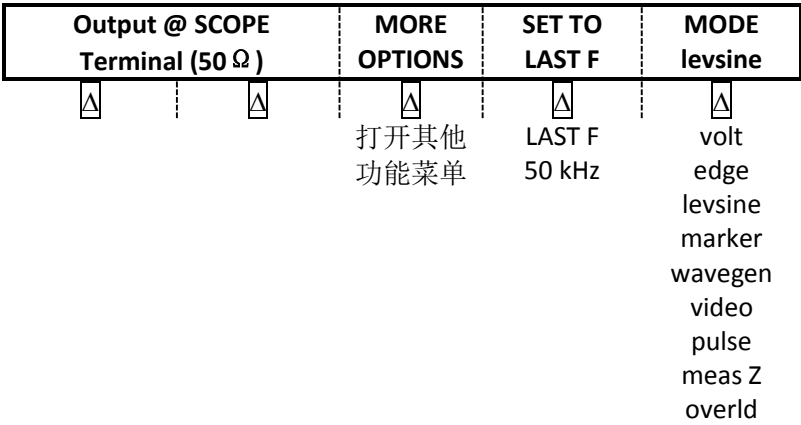 Output @ SCOPE
Terminal (50 Ω)
MORE
OPTIONS
SET TO
LAST F
MODE
levsine
Δ
Δ
Δ
Δ
Δ
打开其他
功能菜单
LAST F
50 kHz
volt
edge
levsine
marker
wavegen
video
pulse
meas Z
overld